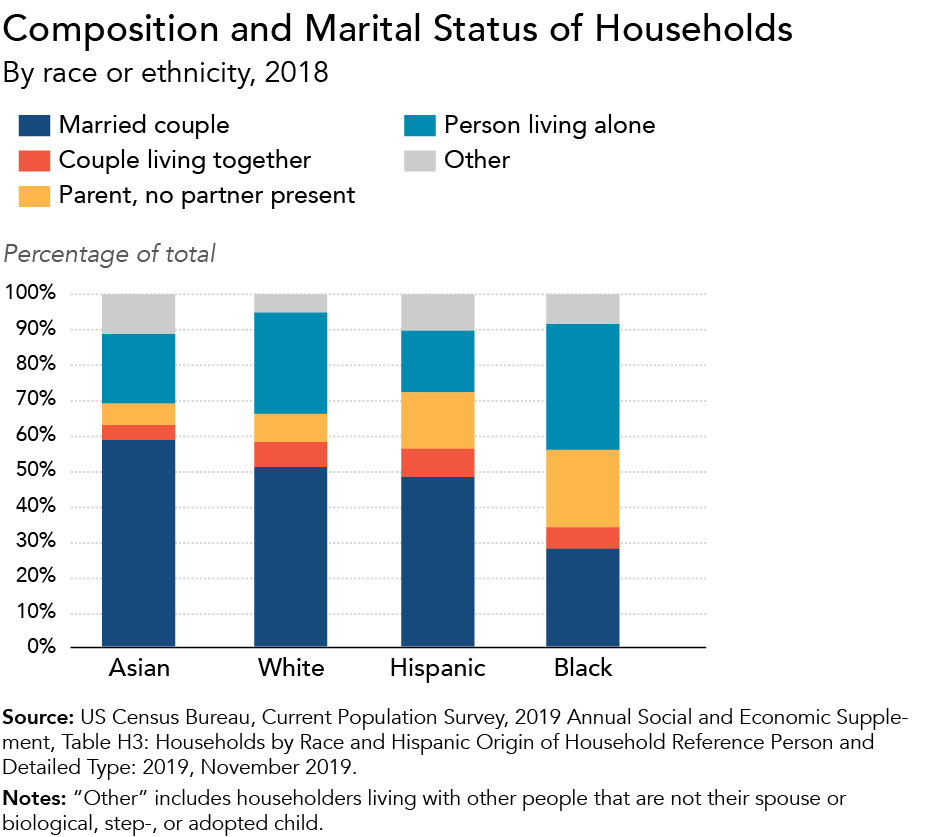 Composition and Marital Status of Households
By race or ethnicity, 2018
Married couple
Couple living together
Parent, no partner present
Person living alone
Other
Percentage of total
100%
90%
80%
70%
60%
50%
40%
30%
20%
10%
0%
Asian White Hispanic Black
Source: US Census Bureau, Current Population Survey, 2019 Annual Social and Economic Supple-
ment, Table H3: Households by Race and Hispanic Origin of Household Reference Person and
Detailed Type: 2019, November 2019.
Notes: “Other” includes householders living with other people that are not their spouse or
biological, step-, or adopted child.